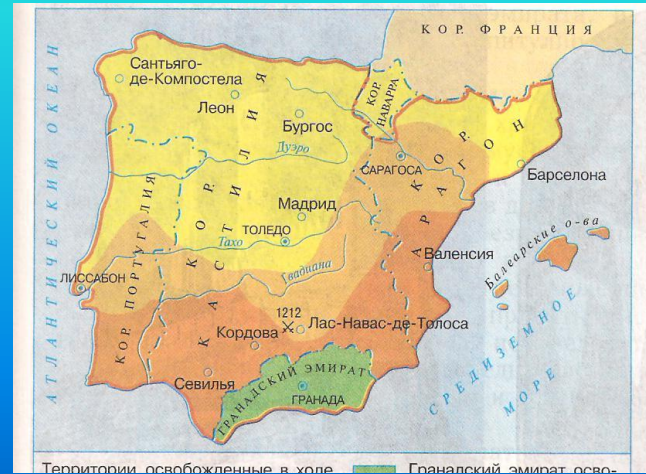 КОР. ФРАНЦИЯ
АТЛАНТИЧЕСКИЙ ОКЕАН
Сантьяго-
де-Компостела
Леон
Бургос
КОР. НАВАРРА
Дуэро
КОР. КАСТИЛИЯ
САРАГОСА
КОР. АРАГОН
Барселона
Мадрид
ТОЛЕДО
Тахо
КОР. ПОРТУГАЛИЯ
ЛИССАБОН
Гвадиана
Валенсия
Балеарские о-ва
1212
Лас-Навас-де-Толоса
Кордова
Севилья
ГРАНАДСКИЙ ЭМИРАТ
ГРАНАДА
СРЕДИЗЕМНОЕ
МОРЕ
Территории, освобожденные в ходе
Гранадский эмират, осво-